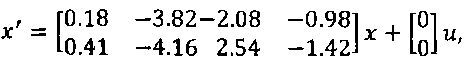 x′ = [0.18 −3.82−2.08 −0.98
0.41 −4.16 2.54 −1.42] x + [0
0] u,